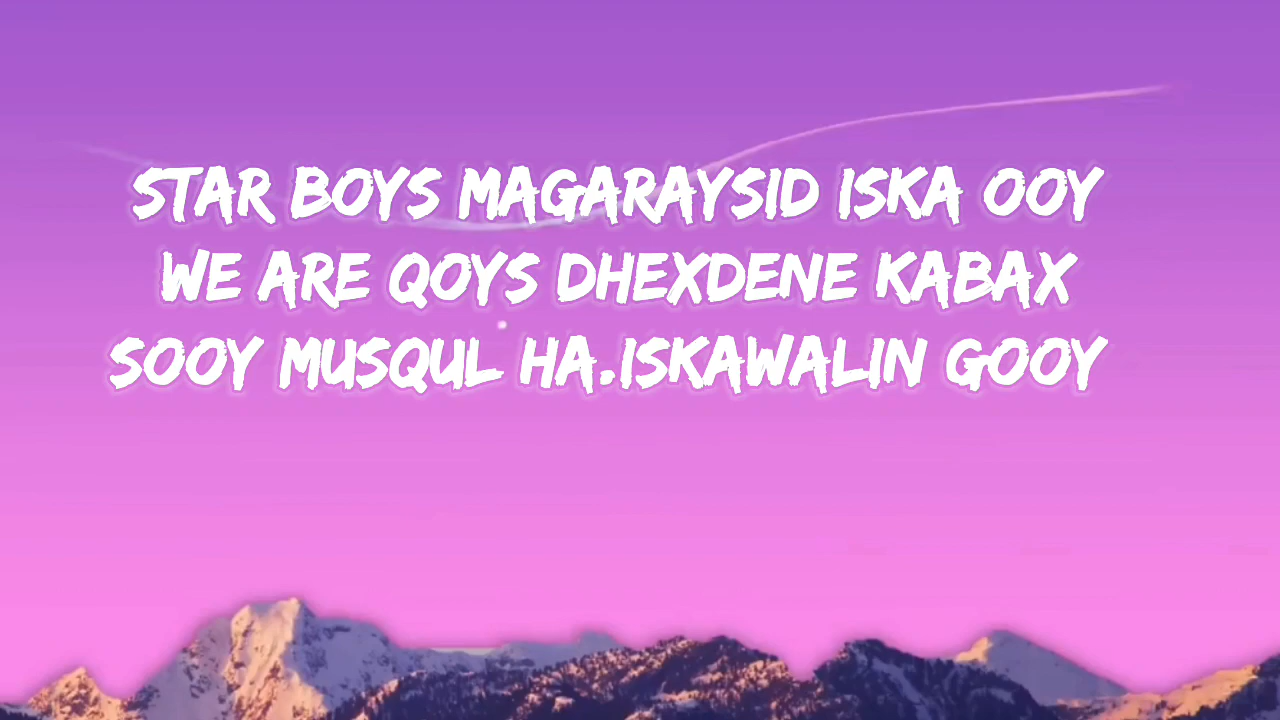 STAR BOYS MAGARAYSID ISKA OOY
WE ARE QOYS DHEXDENE KABAX
SOOY MUSQUL HA.ISKAWALIN GOOY